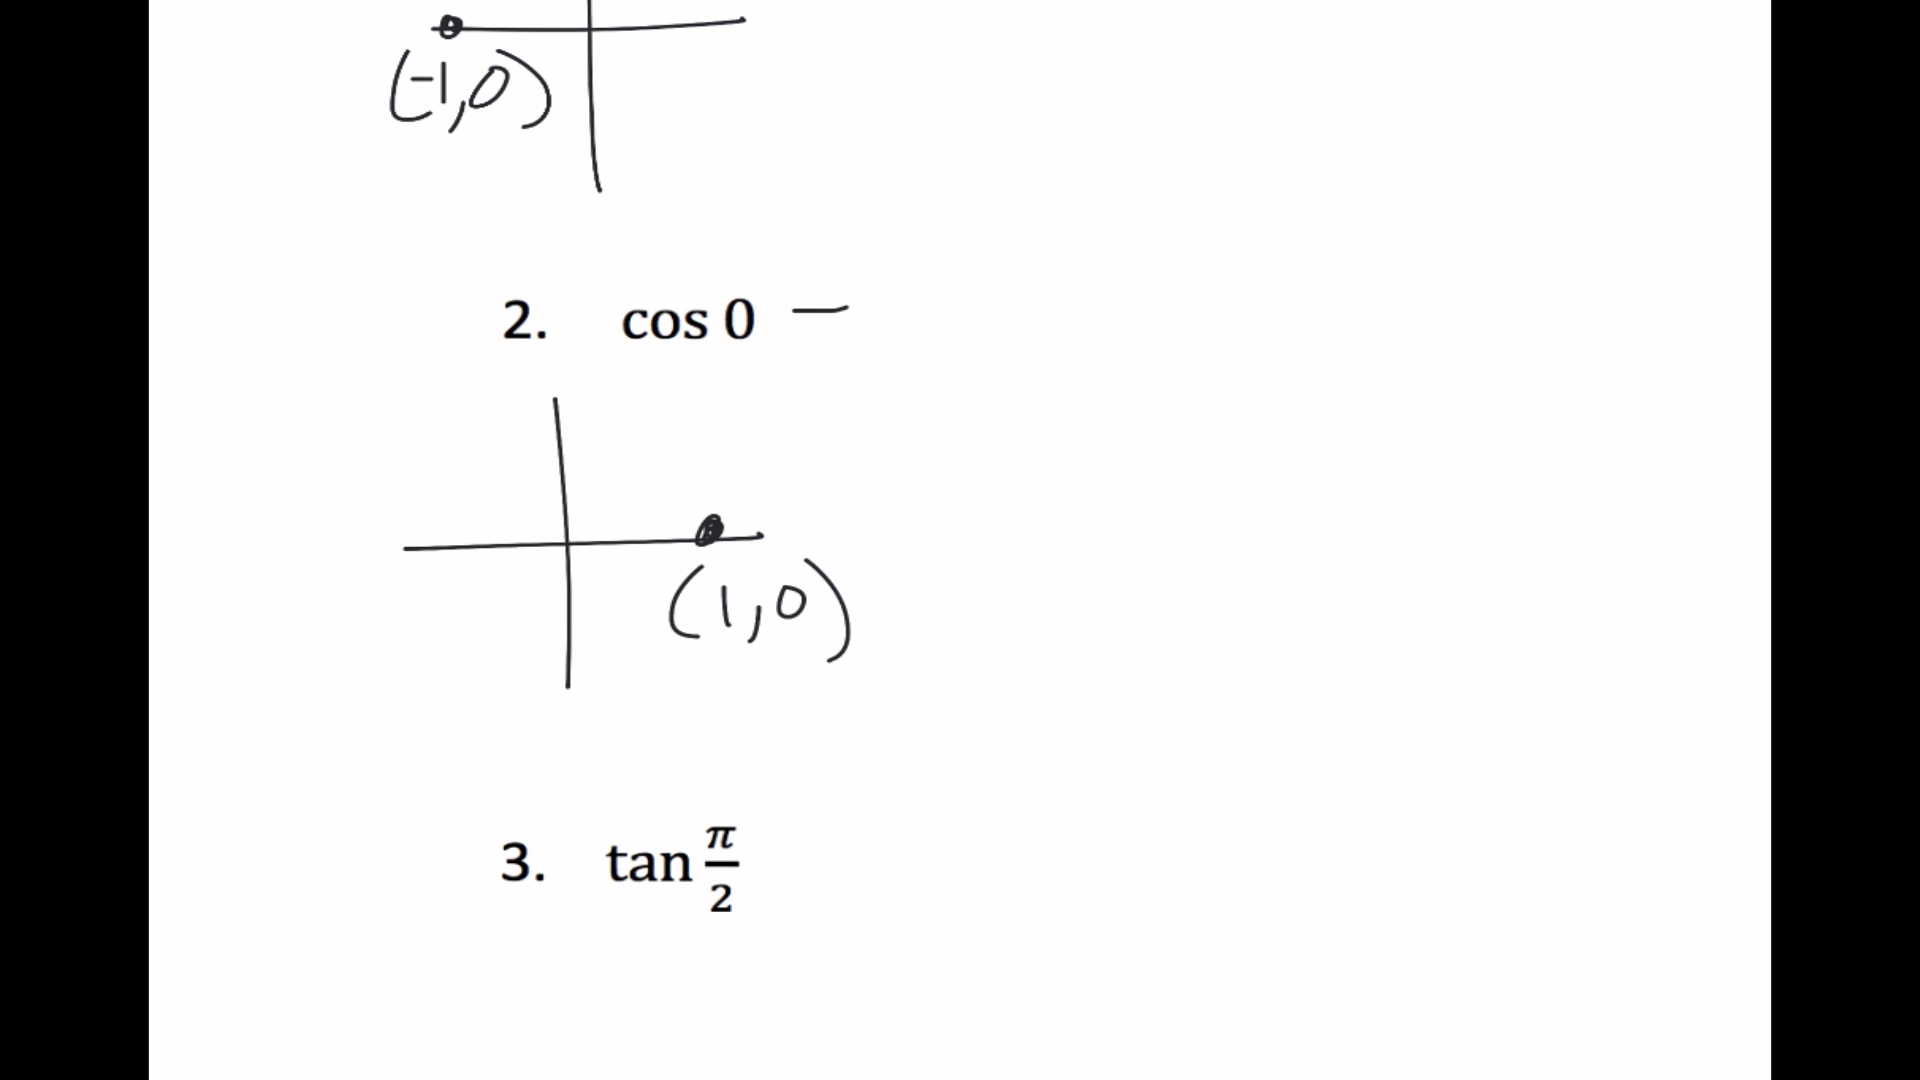 (-1,0)
2. cos 0 —
(1,0)
3. tan π/2